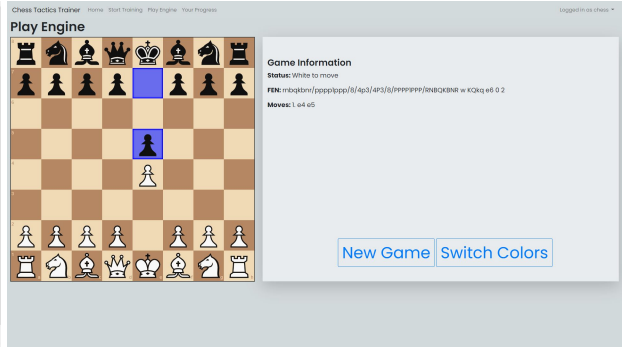 Chess Tactics Trainer Home Start Training Play Engine Your Progress Logged in as chess
Play Engine
Game Information
Status: White to move
FEN: rnbqkbnr/pppp1ppp/8/4p3/4P3/8/PPPP1PPP/RNBQKBNR w KQkq e6 0 2
Moves: 1. e4 e5
New Game Switch Colors